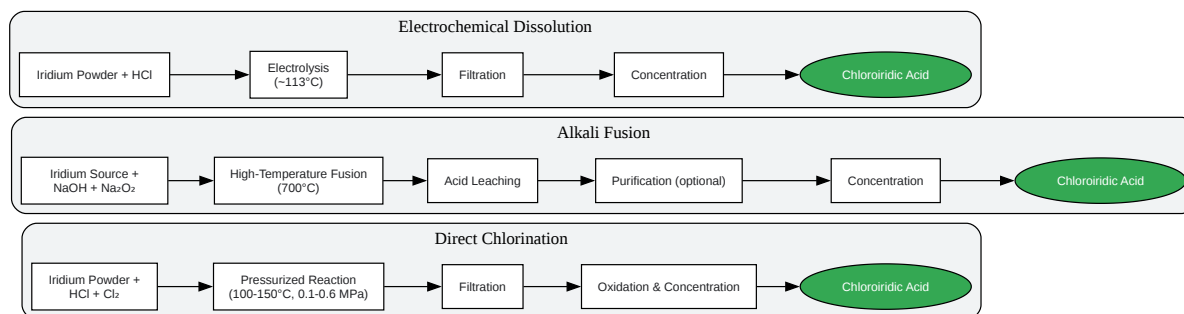 Electrochemical Dissolution
Iridium Powder + HCl
Electrolysis
(~113°C)
Filtration
Concentration
Chloroiridic Acid
Alkali Fusion
Iridium Source +
NaOH + Na₂O₂
High-Temperature Fusion
(700°C)
Acid Leaching
Purification (optional)
Concentration
Chloroiridic Acid
Direct Chlorination
Iridium Powder +
HCl + Cl₂
Pressurized Reaction
(100-150°C, 0.1-0.6 MPa)
Filtration
Oxidation & Concentration
Chloroiridic Acid